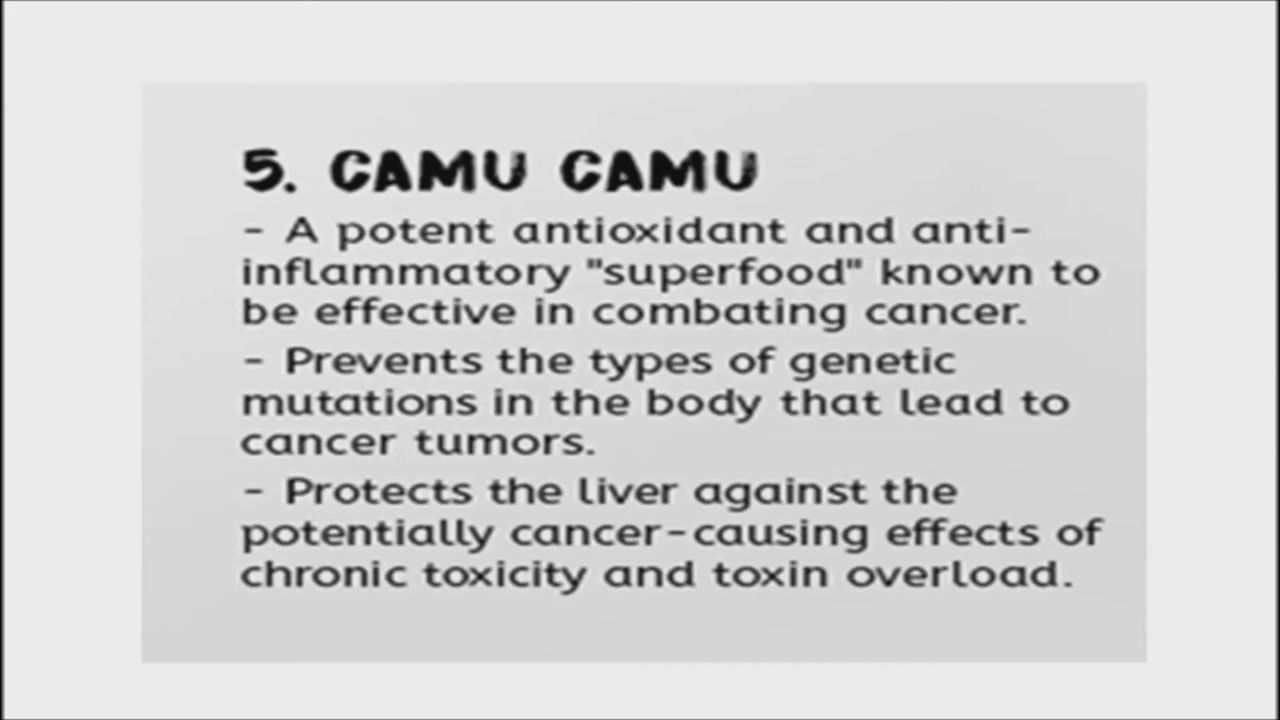 5. CAMU CAMU
- A potent antioxidant and anti-
inflammatory "superfood" known to
be effective in combating cancer.
- Prevents the types of genetic
mutations in the body that lead to
cancer tumors.
- Protects the liver against the
potentially cancer-causing effects of
chronic toxicity and toxin overload.